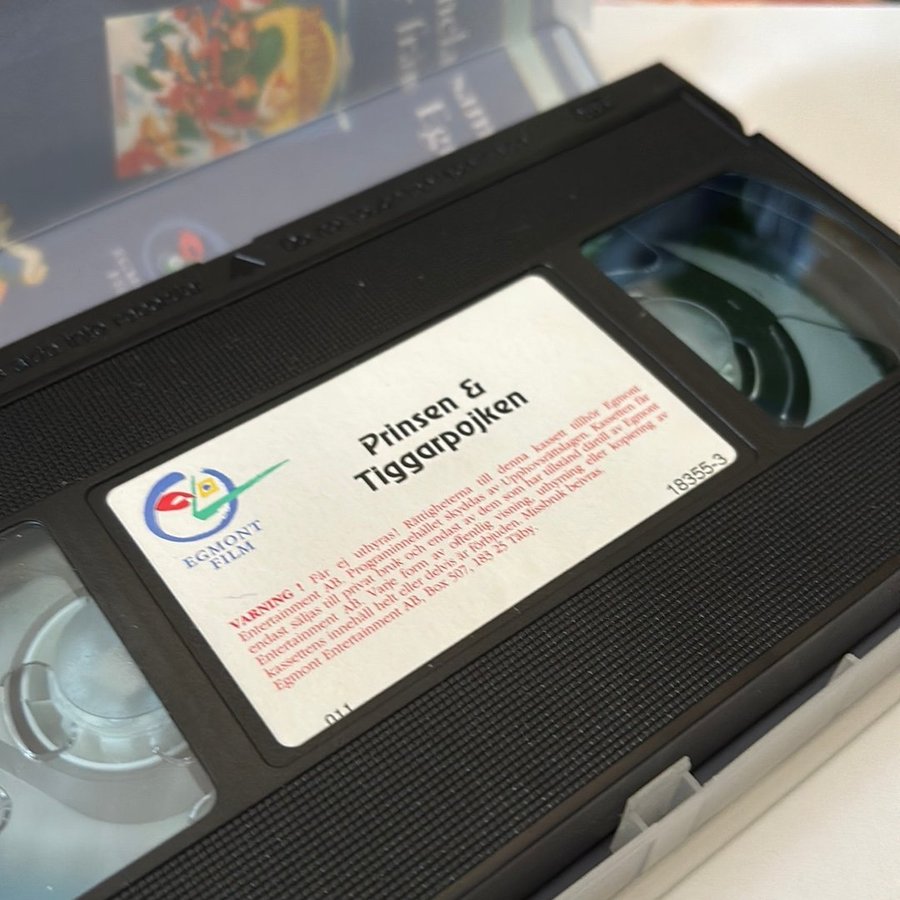 Prinsen &
Tiggarpojken
EGMONT
FILM
VARNING ! Får ej uthyras! Rättigheterna till denna kassett tillhör Egmont
Entertainment AB. Programinnehållet skyddas av Upphovsrättslagen. Kassetten får
endast säljas till privat bruk och endast av dem som har tillstånd därtill av Egmont
Entertainment AB. Varje form av offentlig visning, uthyrning eller kopiering av
kassettens innehåll helt eller delvis är förbjuden. Missbruk beivras.
Egmont Entertainment AB, Box 507, 183 25 Täby.
18355-3
011